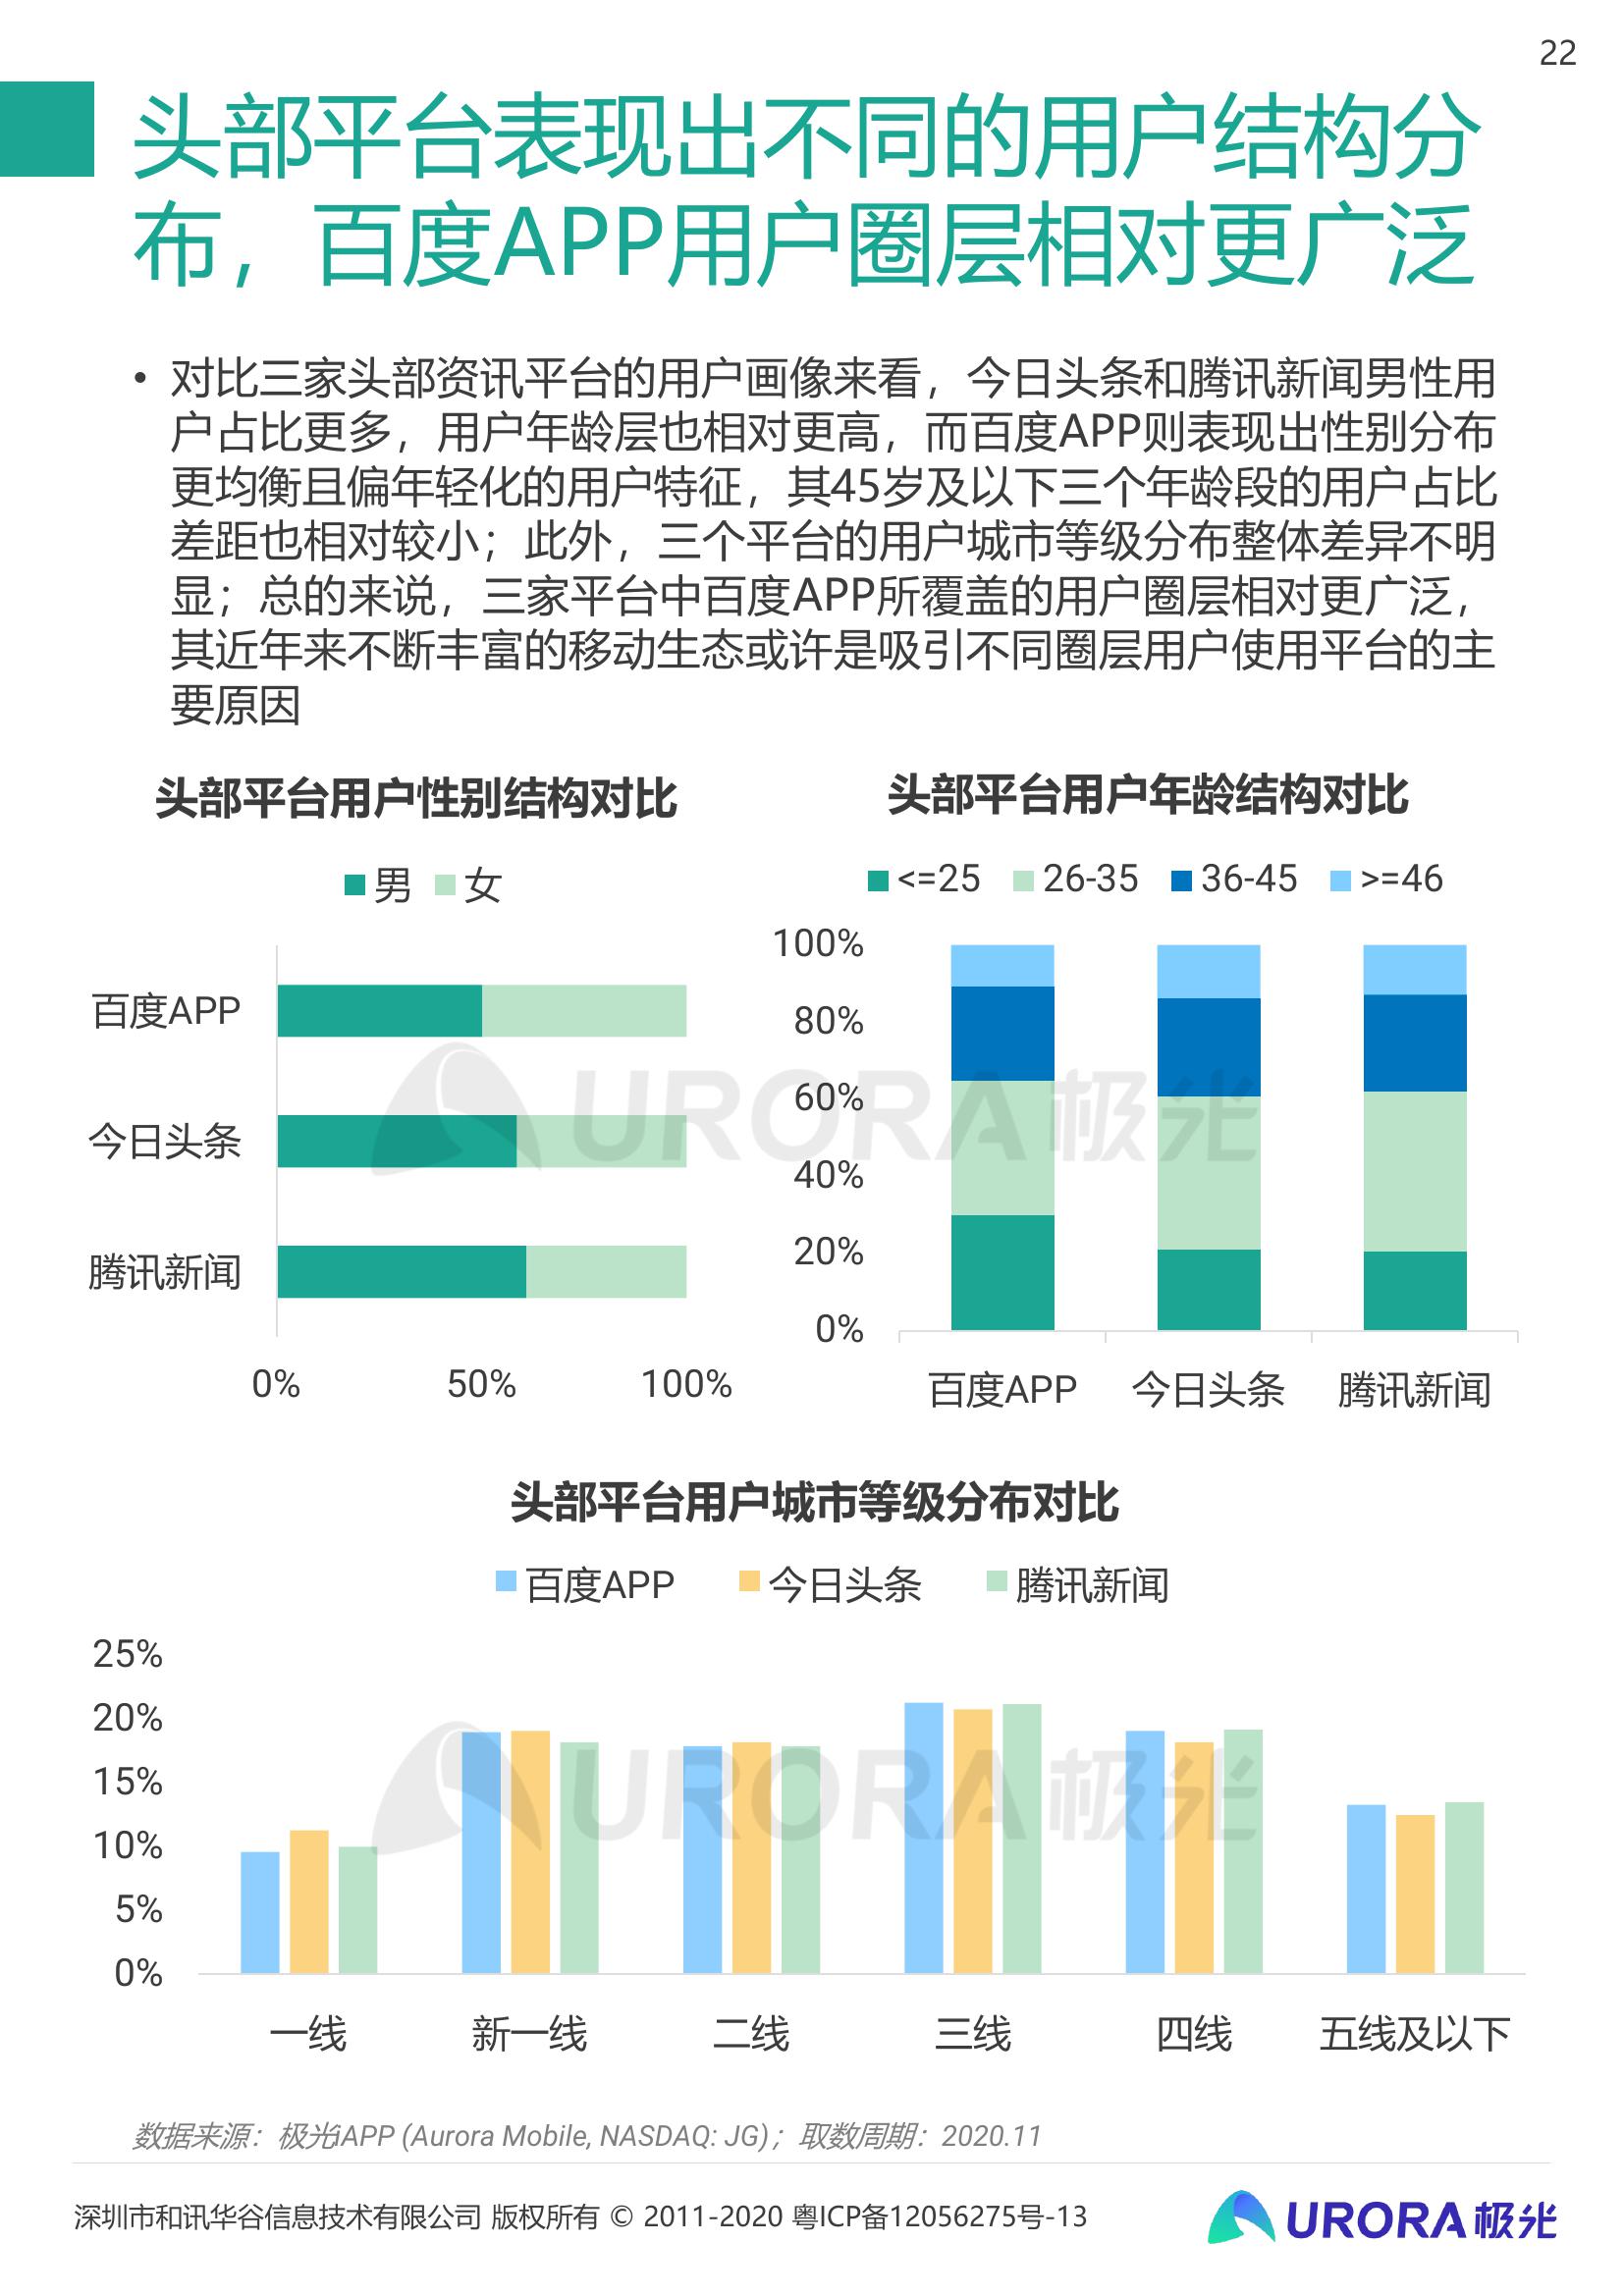 22
头部平台表现出不同的用户结构分
布，百度APP用户圈层相对更广泛
• 对比三家头部资讯平台的用户画像来看，今日头条和腾讯新闻男性用
户占比更多，用户年龄层也相对更高，而百度APP则表现出性别分布
更均衡且偏年轻化的用户特征，其45岁及以下三个年龄段的用户占比
差距也相对较小；此外，三个平台的用户城市等级分布整体差异不明
显；总的来说，三家平台中百度APP所覆盖的用户圈层相对更广泛，
其近年来不断丰富的移动生态或许是吸引不同圈层用户使用平台的主
要原因
头部平台用户性别结构对比
男 女
百度APP
今日头条
腾讯新闻
0% 50% 100%
头部平台用户年龄结构对比
<=25 26-35 36-45 >=46
100%
80%
60%
40%
20%
0%
百度APP 今日头条 腾讯新闻
URORA极光
头部平台用户城市等级分布对比
百度APP 今日头条 腾讯新闻
25%
20%
15%
10%
5%
0%
一线 新一线 二线 三线 四线 五线及以下
URORA极光
数据来源：极光iAPP (Aurora Mobile, NASDAQ: JG)；取数周期：2020.11
深圳市和讯华谷信息技术有限公司 版权所有 © 2011-2020 粤ICP备12056275号-13
URORA极光